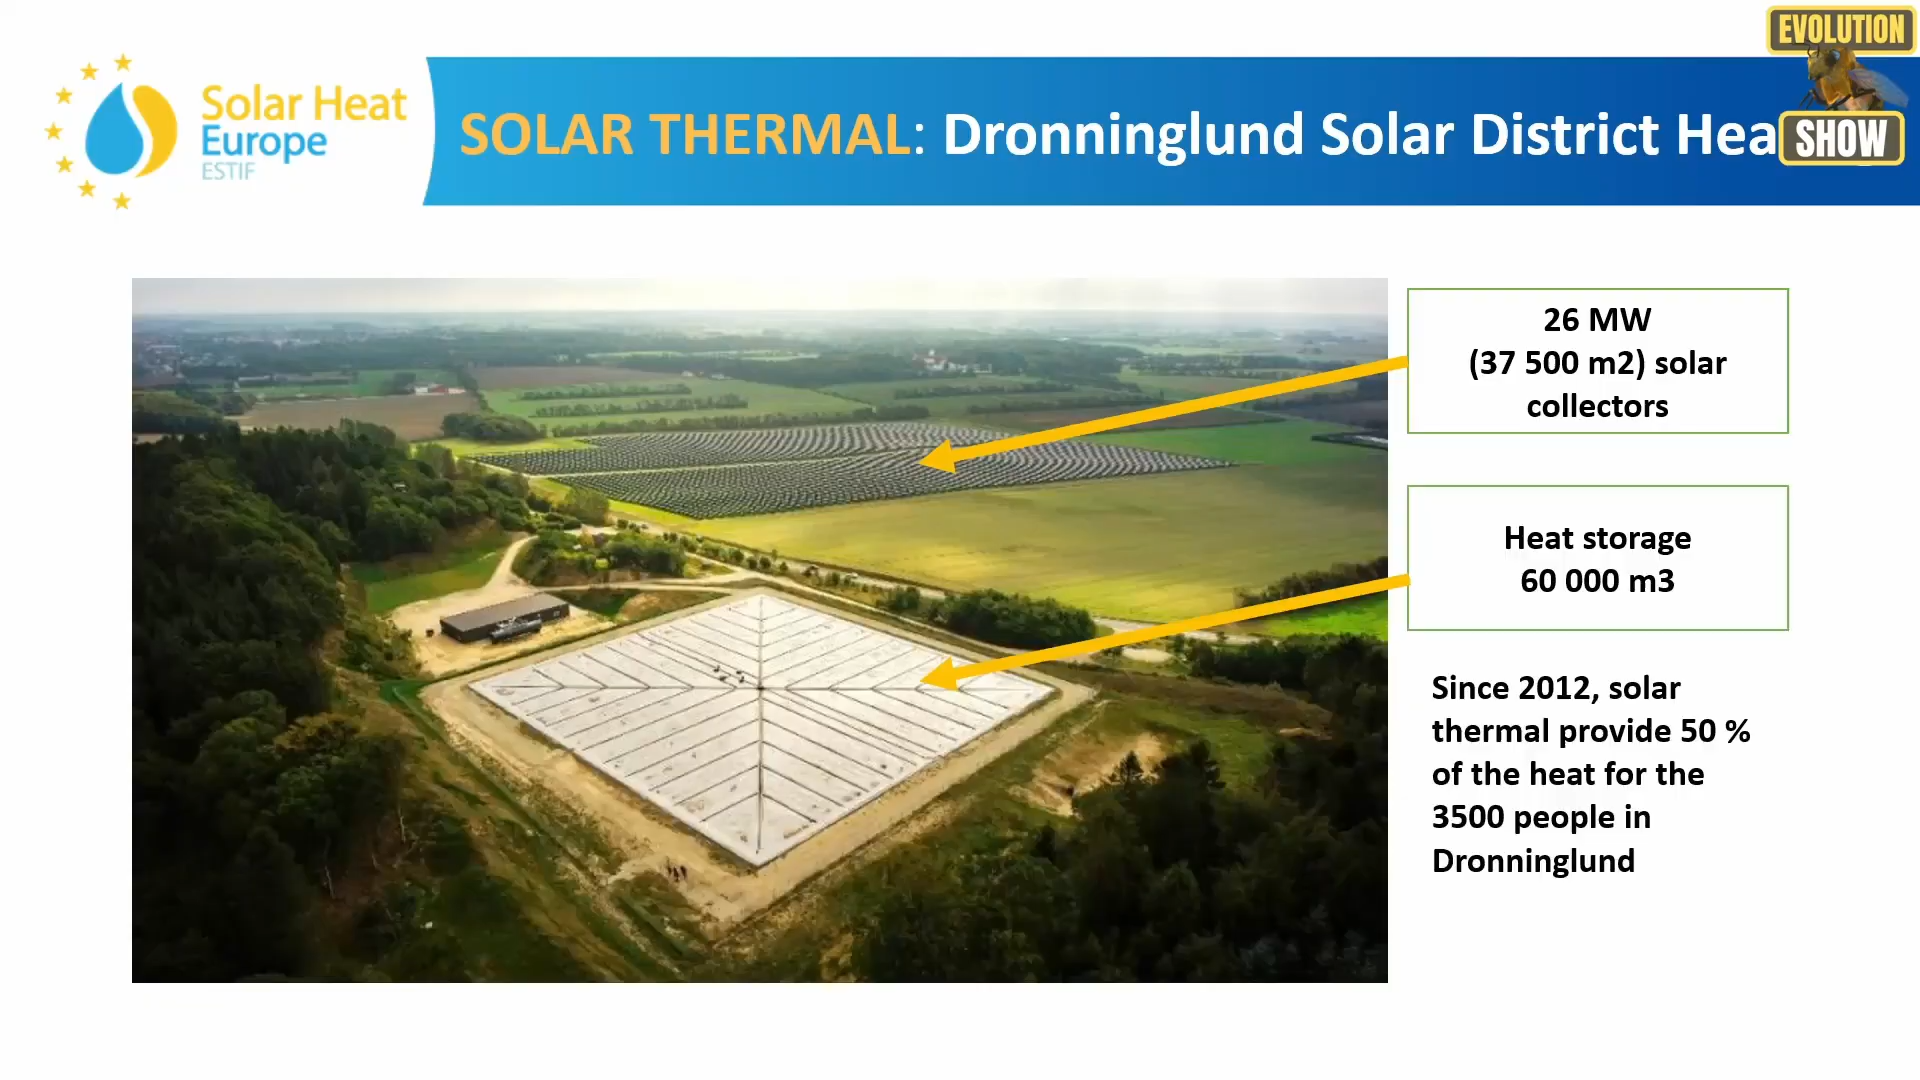 Solar Heat
Europe
ESTIF
SOLAR THERMAL: Dronninglund Solar District Hea
EVOLUTION
SHOW
26 MW
(37 500 m2) solar
collectors
Heat storage
60 000 m3
Since 2012, solar
thermal provide 50 %
of the heat for the
3500 people in
Dronninglund